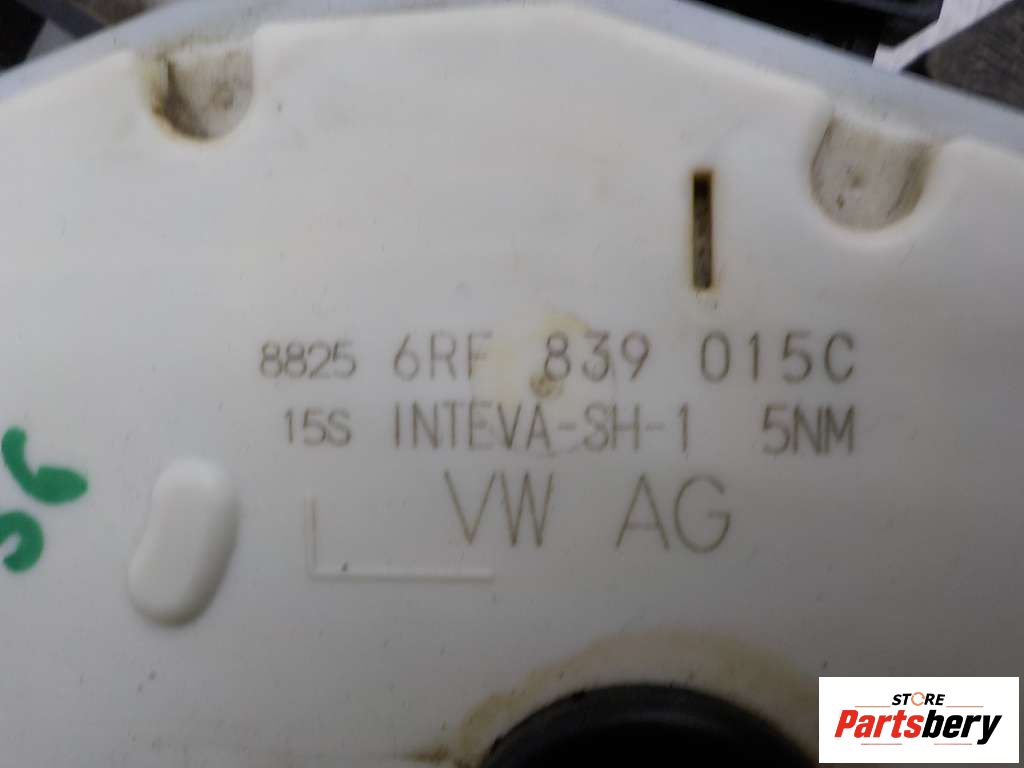 8825 6RF 839 015C
15S INTEVA-SH-1 5NM
VW AG
STORE
Partsbery